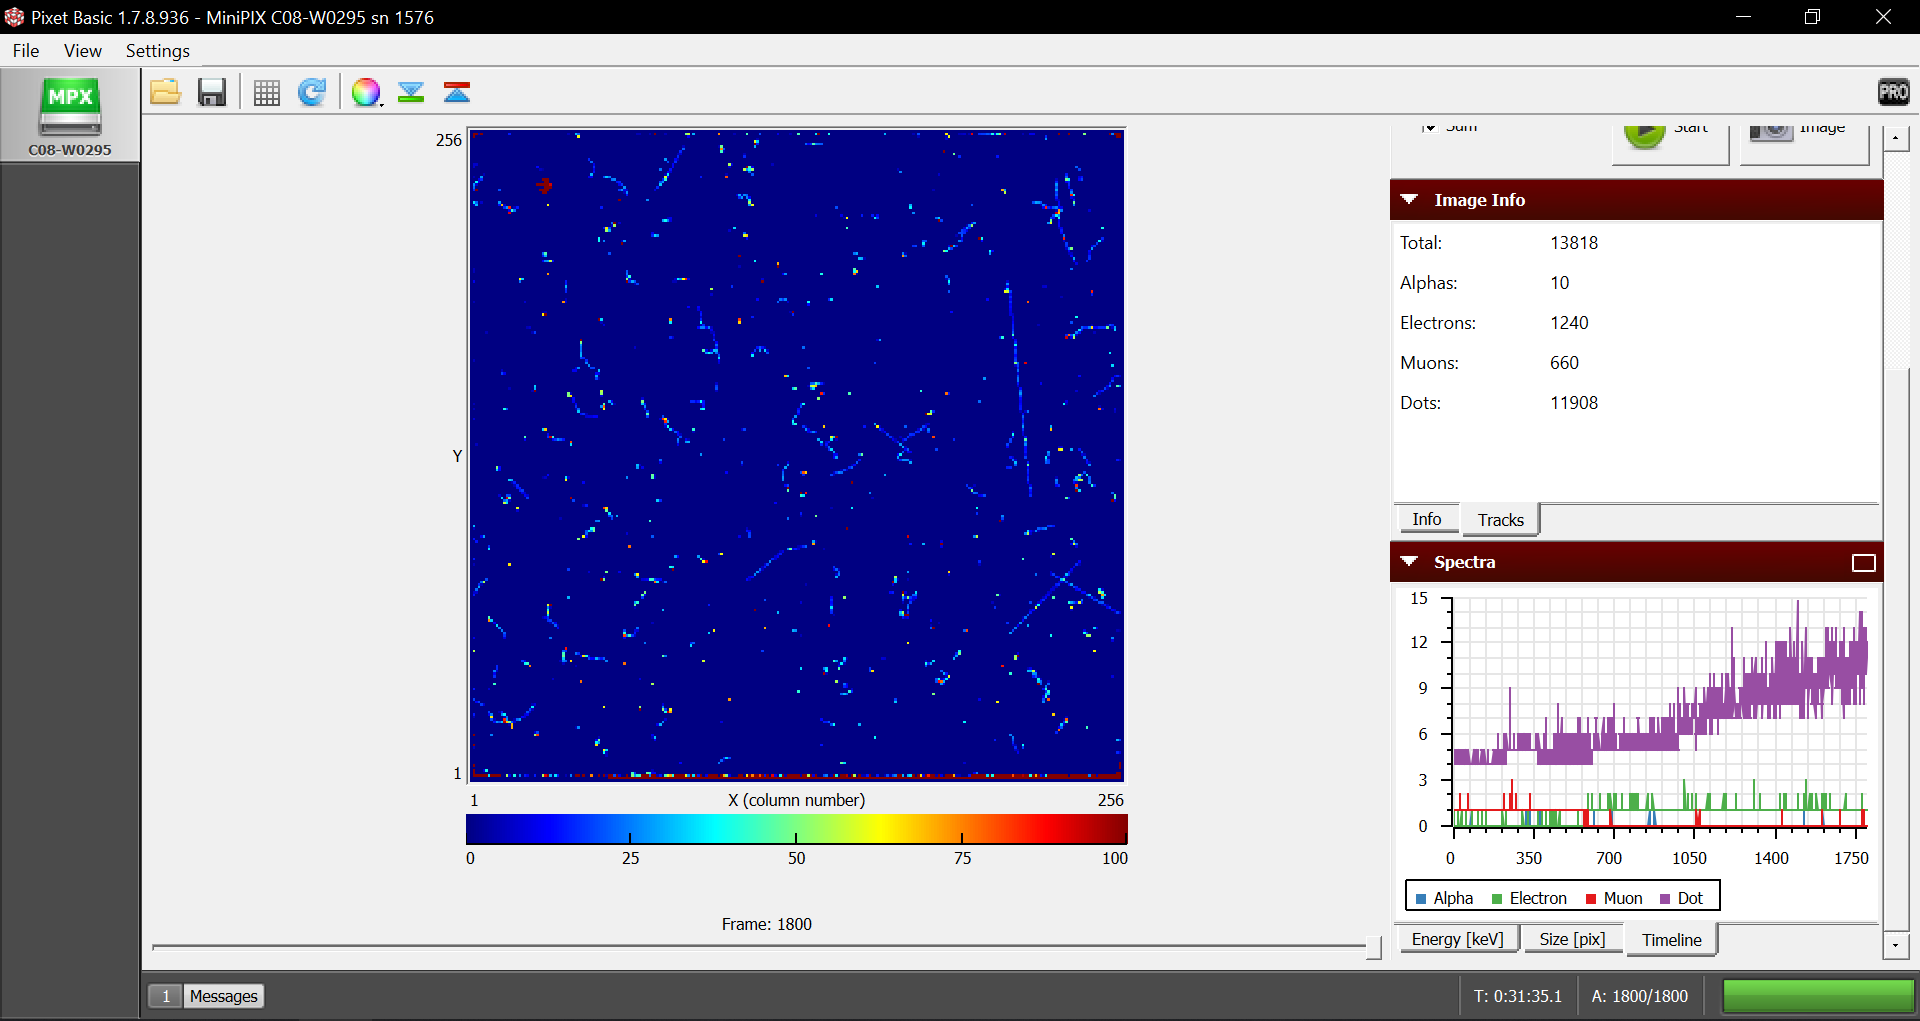 Pixet Basic 1.7.8.936 - MiniPIX C08-W0295 sn 1576
File View Settings
MPX
C08-W0295
PRO
Sum
Start
Image
256
Y
1
1 X (column number) 256
0 25 50 75 100
Frame: 1800
Image Info
Total: 13818
Alphas: 10
Electrons: 1240
Muons: 660
Dots: 11908
Info Tracks
Spectra
15
12
9
6
3
0
0 350 700 1050 1400 1750
Alpha Electron Muon Dot
Energy [keV] Size [pix] Timeline
1 Messages
T: 0:31:35.1 A: 1800/1800